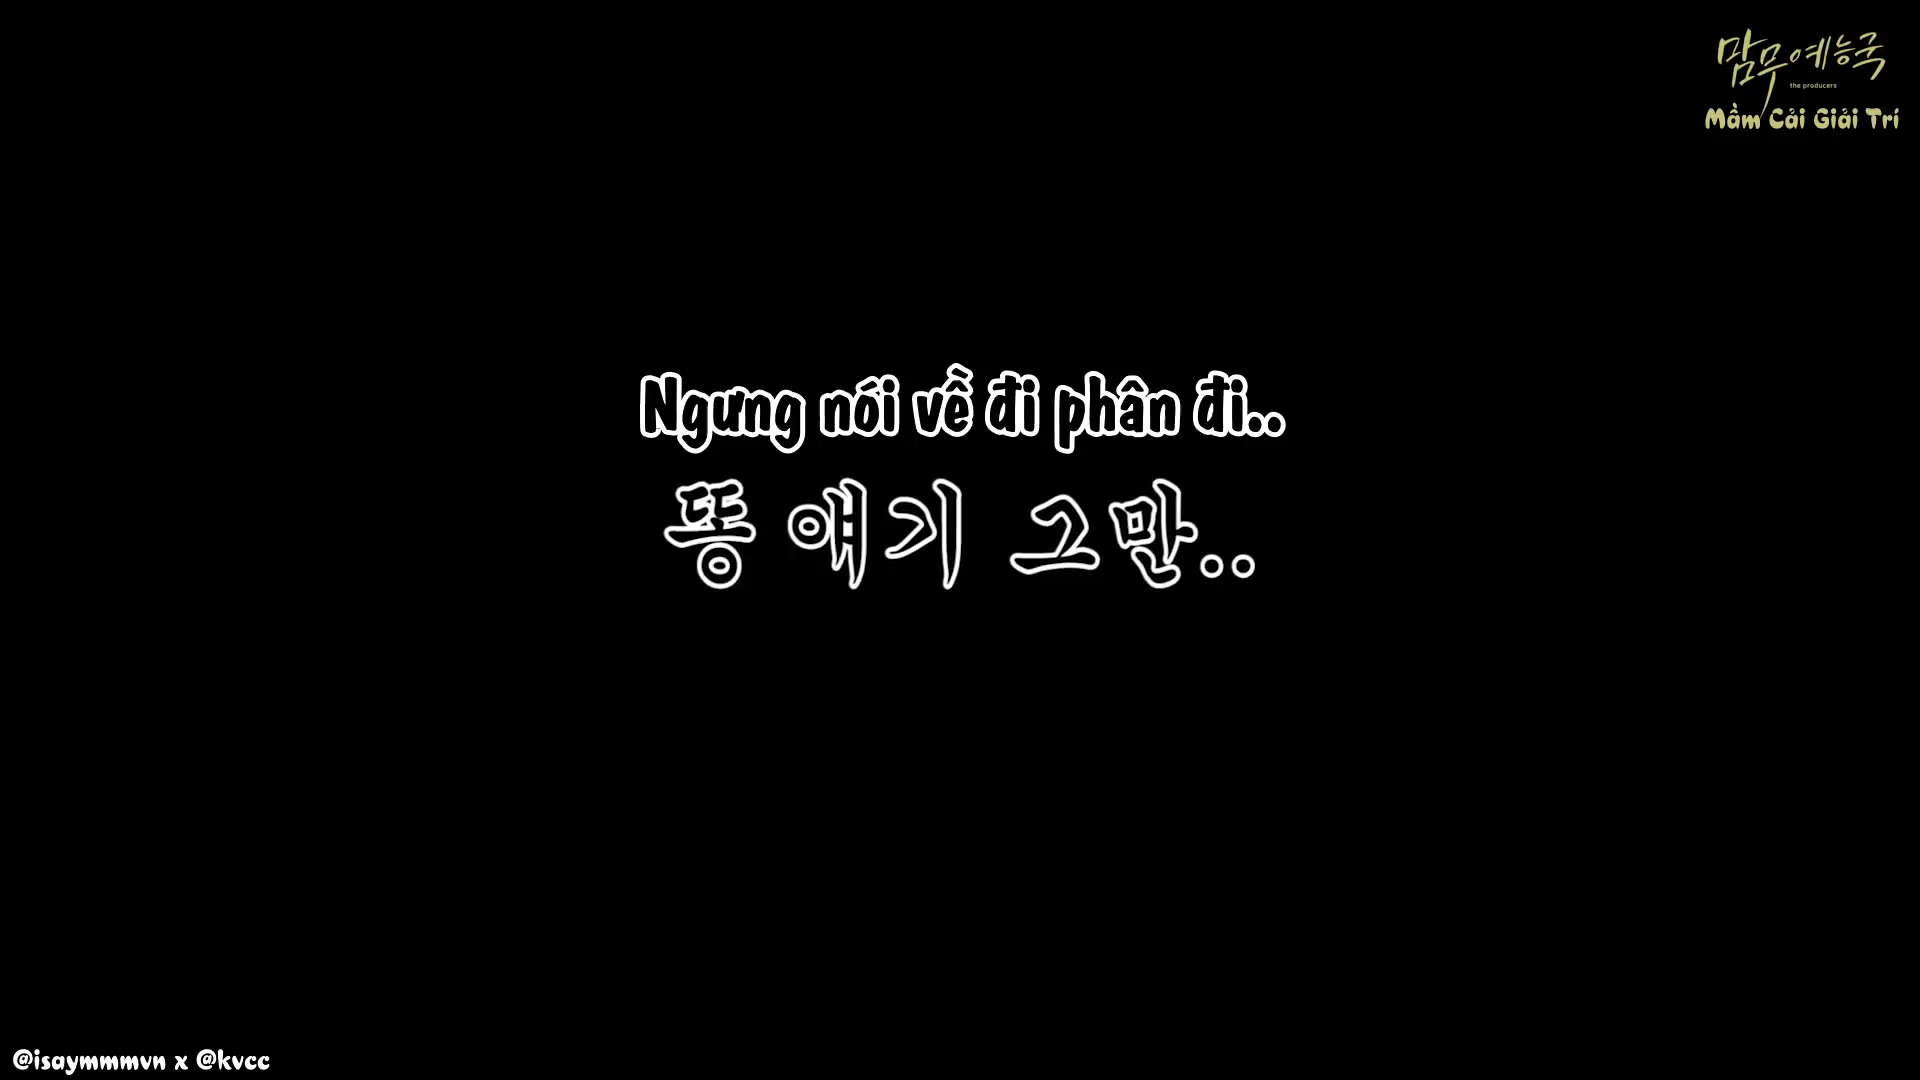 맘무예능국
the producers
Mầm Cải Giải Trí
Ngưng nói về đi phân đi..
똥 얘기 그만..
@isaymmmvn x @kvcc